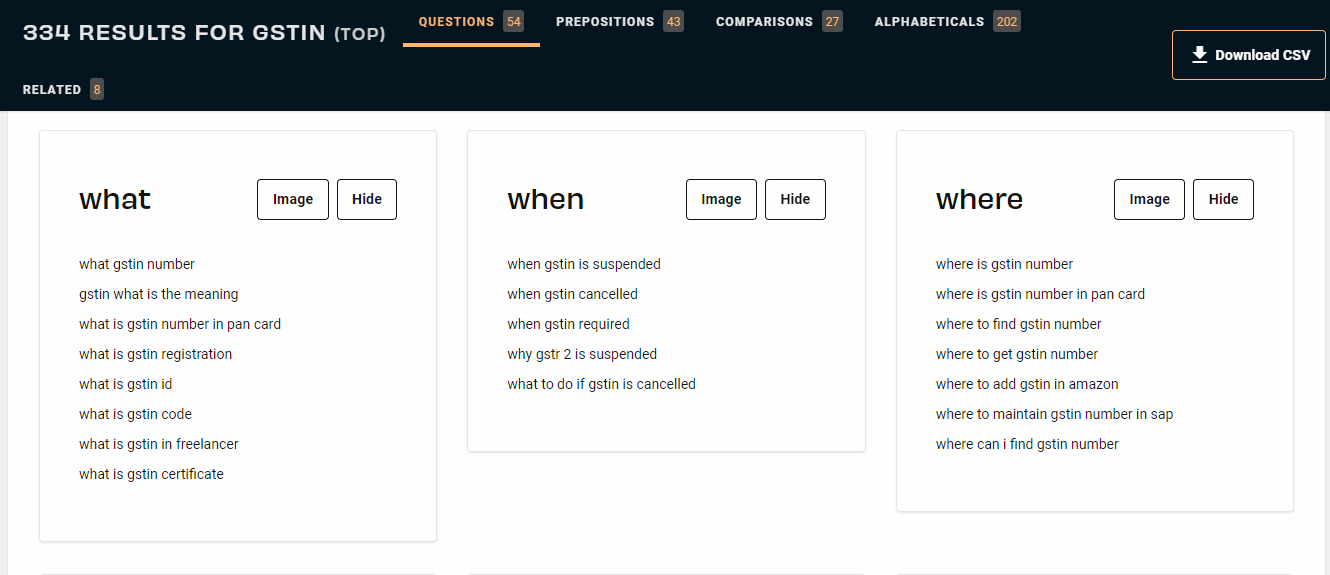 334 RESULTS FOR GSTIN (TOP)
QUESTIONS 54
PREPOSITIONS 43
COMPARISONS 27
ALPHABETICALS 202
Download CSV
RELATED 8
what
Image
Hide
what gstin number
gstin what is the meaning
what is gstin number in pan card
what is gstin registration
what is gstin id
what is gstin code
what is gstin in freelancer
what is gstin certificate
when
Image
Hide
when gstin is suspended
when gstin cancelled
when gstin required
why gstr 2 is suspended
what to do if gstin is cancelled
where
Image
Hide
where is gstin number
where is gstin number in pan card
where to find gstin number
where to get gstin number
where to add gstin in amazon
where to maintain gstin number in sap
where can i find gstin number